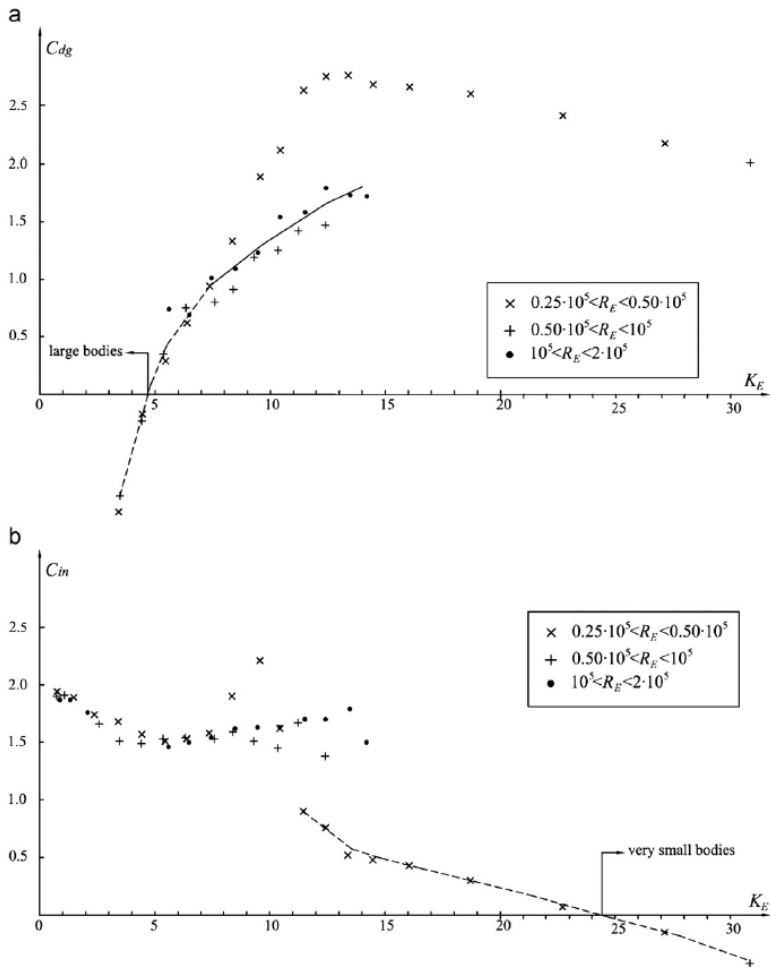 a
C_dg
2.5
2.0
1.5
1.0
0.5
large bodies
× 0.25·10⁵<R_E<0.50·10⁵
+ 0.50·10⁵<R_E<10⁵
• 10⁵<R_E<2·10⁵
K_E
0 5 10 15 20 25 30
b
C_in
2.5
2.0
1.5
1.0
0.5
× 0.25·10⁵<R_E<0.50·10⁵
+ 0.50·10⁵<R_E<10⁵
• 10⁵<R_E<2·10⁵
very small bodies
K_E
0 5 10 15 20 25 30